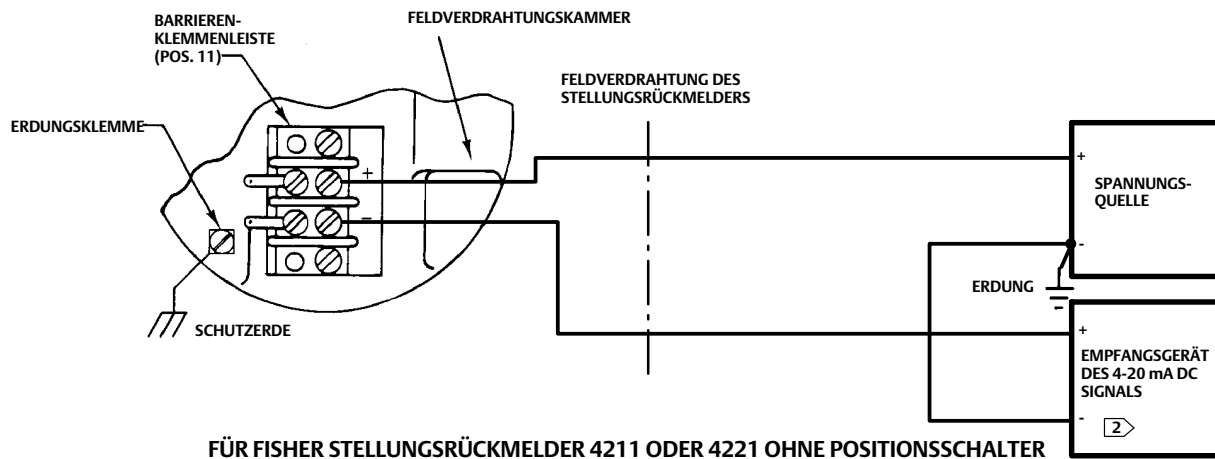 BARRIEREN-
KLEMMENLEISTE
(POS. 11)
FELDVERDRAHTUNGSKAMMER
FELDVERDRAHTUNG DES
STELLUNGSRÜCKMELDERS
ERDUNGSKLEMME
+
−
SCHUTZERDE
+
SPANNUNGS-
QUELLE
-
ERDUNG
+
EMPFANGSGERÄT
DES 4-20 mA DC
SIGNALS
-
2
FÜR FISHER STELLUNGSRÜCKMELDER 4211 ODER 4221 OHNE POSITIONSSCHALTER